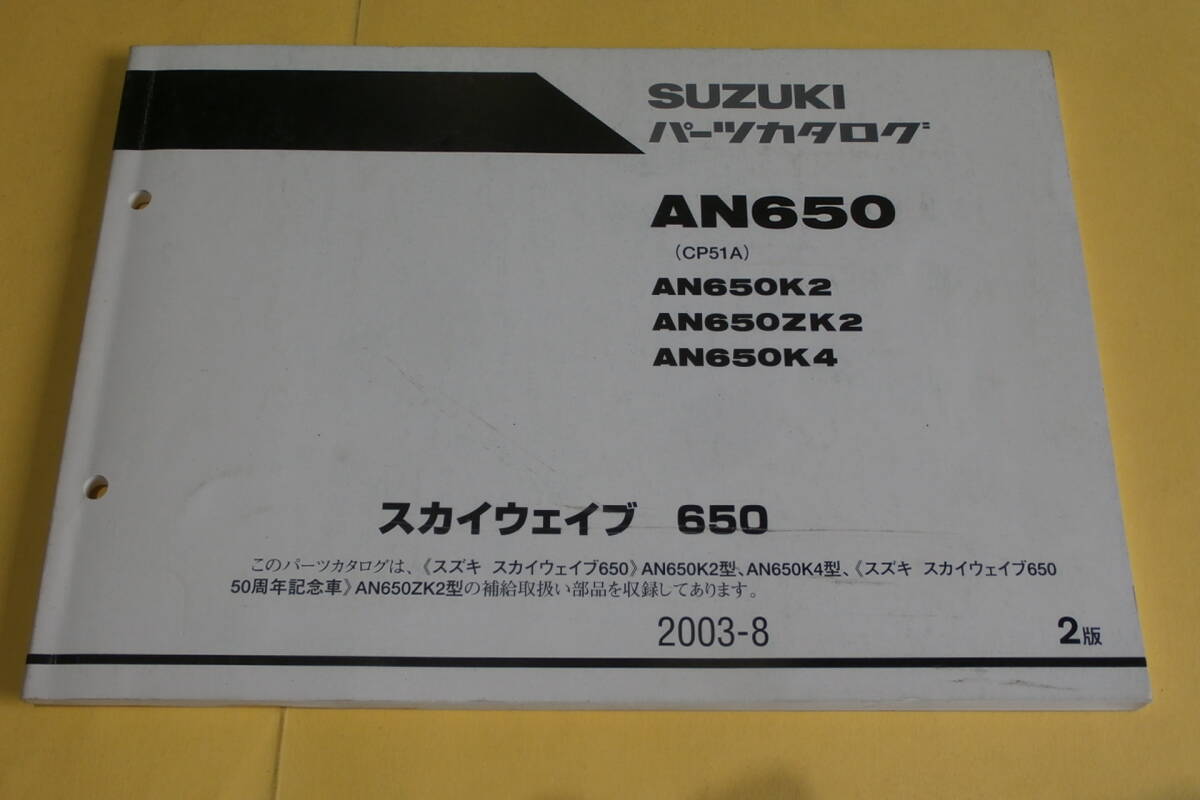 SUZUKI
パーツカタログ
AN650
（CP51A）
AN650K2
AN650ZK2
AN650K4
スカイウェイブ 650
このパーツカタログは、《スズキ スカイウェイブ650》AN650K2型、AN650K4型、《スズキ スカイウェイブ650
50周年記念車》AN650ZK2型の補給取扱い部品を収録してあります。
2003-8
2版